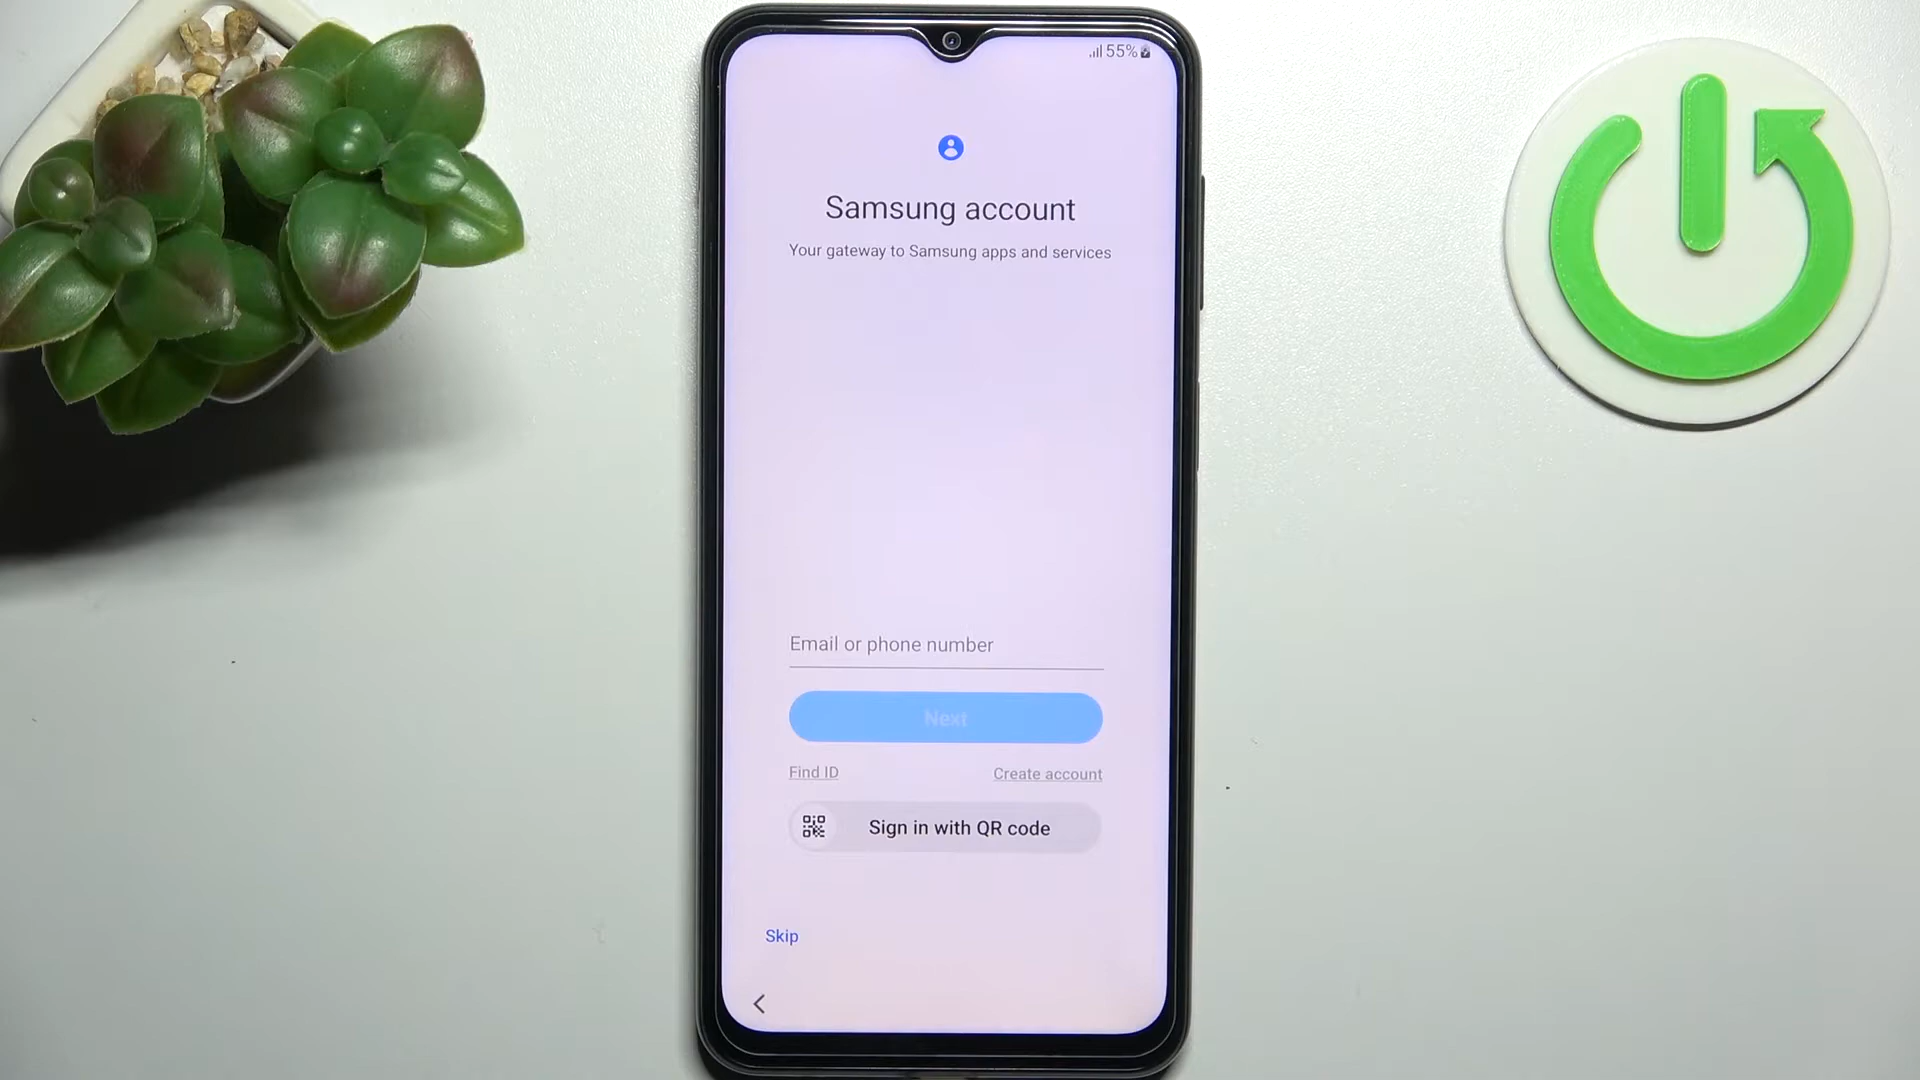 55%
Samsung account
Your gateway to Samsung apps and services
Email or phone number
Next
Find ID
Create account
Sign in with QR code
Skip